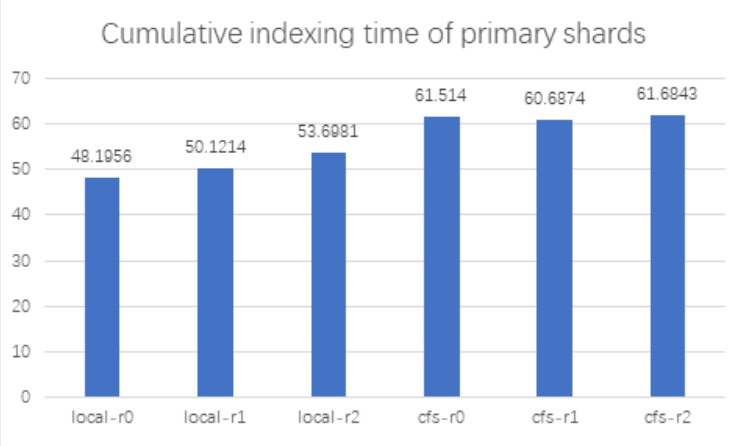 Cumulative indexing time of primary shards
70
60
50
40
30
20
10
0
48.1956
50.1214
53.6981
61.514
60.6874
61.6843
local-r0
local-r1
local-r2
cfs-r0
cfs-r1
cfs-r2